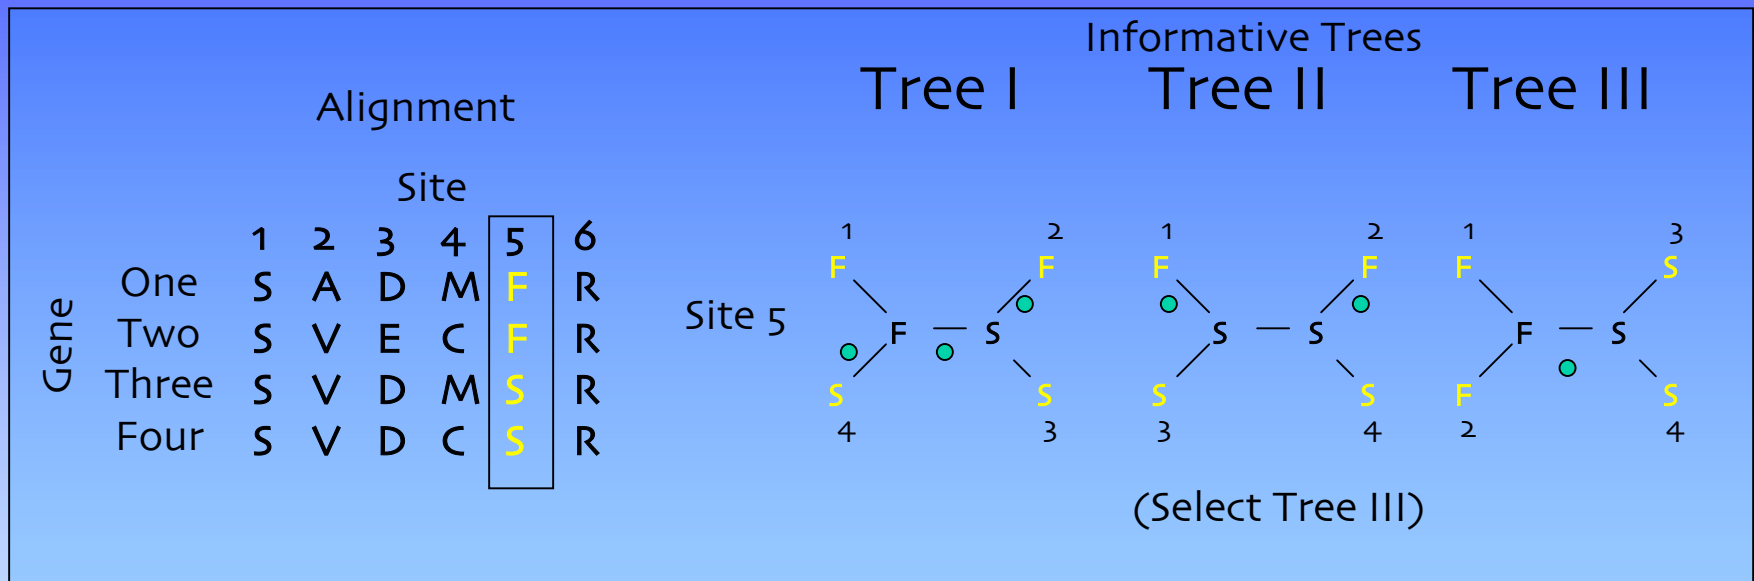 Informative Trees
Tree I Tree II Tree III
Alignment
Site
1 2 3 4 5 6
Gene
One S A D M F R
Two S V E C F R
Three S V D M S R
Four S V D C S R
Site 5
1 2 1 2 1 3
F F F F F S
F S S S F S
S S S S F S
4 3 3 4 2 4
(Select Tree III)